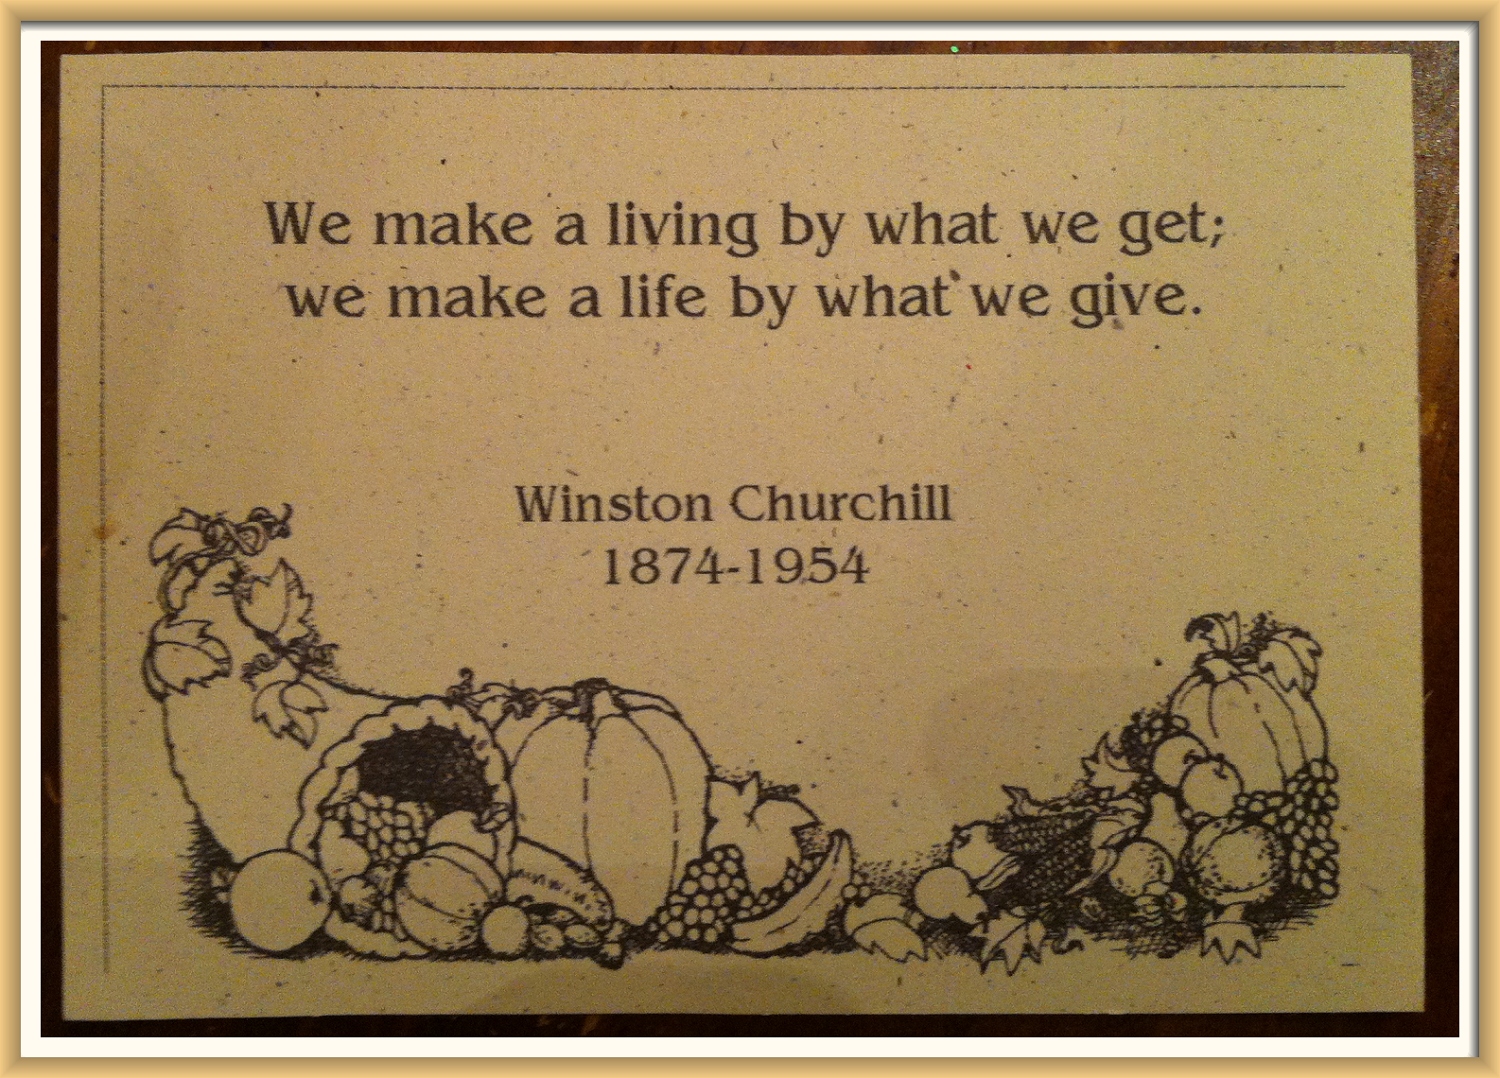 We make a living by what we get;
we make a life by what we give.
Winston Churchill
1874-1954